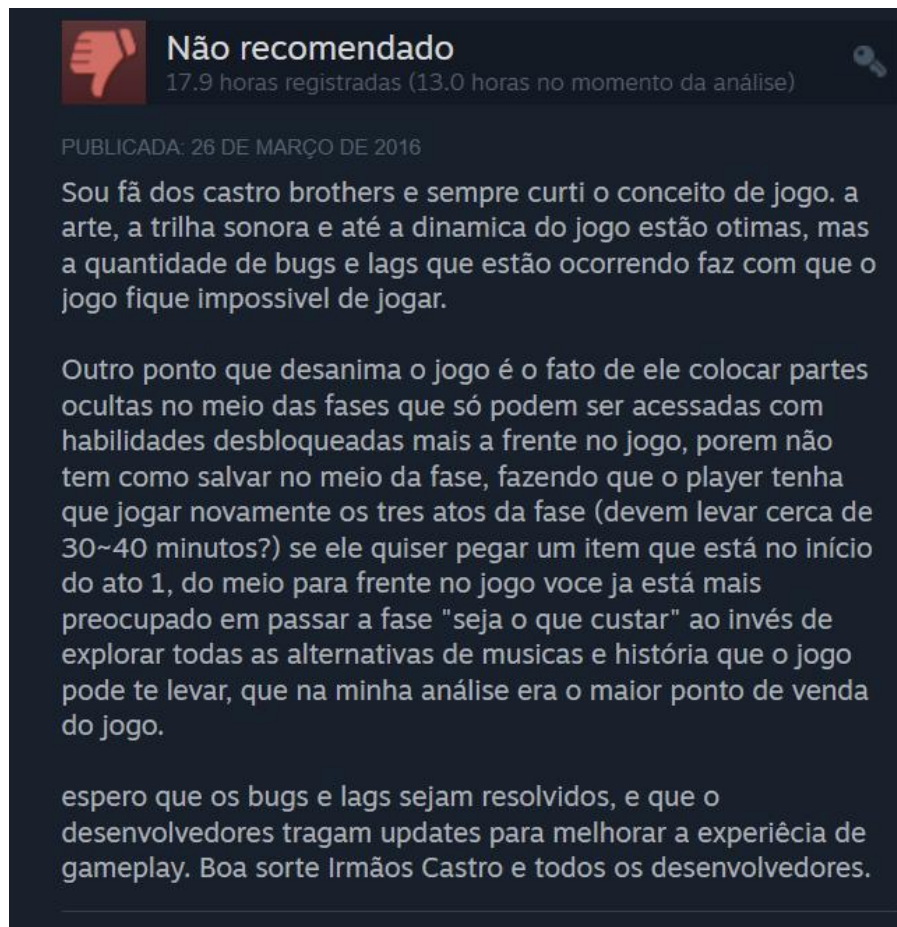 Não recomendado
17.9 horas registradas (13.0 horas no momento da análise)
PUBLICADA: 26 DE MARÇO DE 2016
Sou fã dos castro brothers e sempre curti o conceito de jogo. a
arte, a trilha sonora e até a dinamica do jogo estão otimas, mas
a quantidade de bugs e lags que estão ocorrendo faz com que o
jogo fique impossivel de jogar.
Outro ponto que desanima o jogo é o fato de ele colocar partes
ocultas no meio das fases que só podem ser acessadas com
habilidades desbloqueadas mais a frente no jogo, porem não
tem como salvar no meio da fase, fazendo que o player tenha
que jogar novamente os tres atos da fase (devem levar cerca de
30~40 minutos?) se ele quiser pegar um item que está no início
do ato 1, do meio para frente no jogo voce ja está mais
preocupado em passar a fase "seja o que custar" ao invés de
explorar todas as alternativas de musicas e história que o jogo
pode te levar, que na minha análise era o maior ponto de venda
do jogo.
espero que os bugs e lags sejam resolvidos, e que o
desenvolvedores tragam updates para melhorar a experiêcia de
gameplay. Boa sorte Irmãos Castro e todos os desenvolvedores.